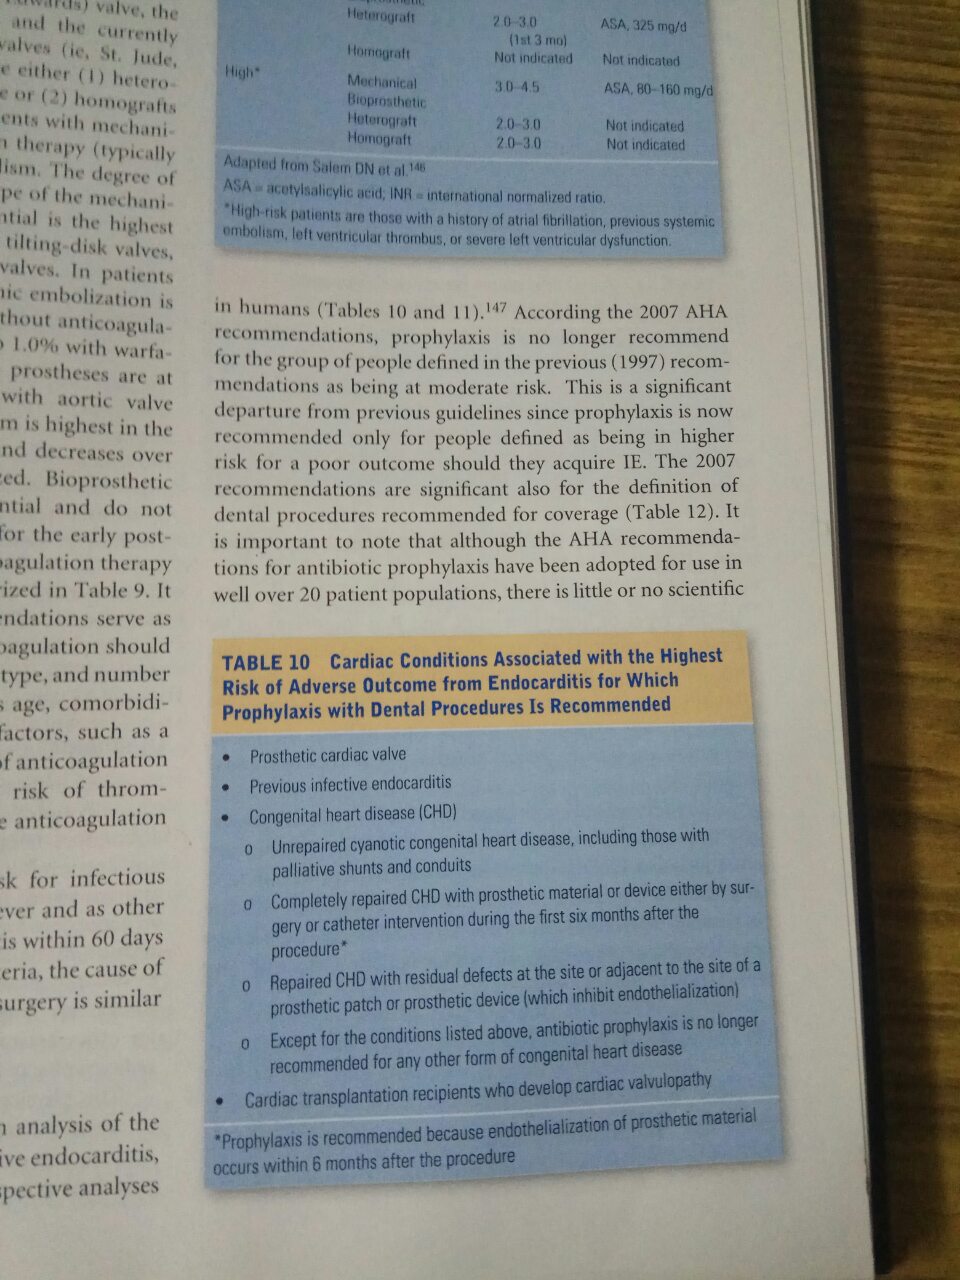 Edwards) valve, the
and the currently
valves (ie, St. Jude,
either (1) hetero-
or (2) homografts
ents with mechani-
therapy (typically
lism. The degree of
pe of the mechani-
ntial is the highest
tilting-disk valves,
valves. In patients
nic embolization is
thout anticoagula-
1.0% with warfa-
prostheses are at
with aortic valve
m is highest in the
nd decreases over
ed. Bioprosthetic
ntial and do not
for the early post-
oagulation therapy
rized in Table 9. It
endations serve as
oagulation should
type, and number
s age, comorbidi-
factors, such as a
of anticoagulation
risk of throm-
e anticoagulation
sk for infectious
ever and as other
is within 60 days
eria, the cause of
surgery is similar
n analysis of the
ive endocarditis,
spective analyses
Heterograft 2.0–3.0 ASA, 325 mg/d
(1st 3 mo)
Homograft Not indicated Not indicated
High* Mechanical 3.0–4.5 ASA, 80–160 mg/d
Bioprosthetic
Heterograft 2.0–3.0 Not indicated
Homograft 2.0–3.0 Not indicated
Adapted from Salem DN et al.146
ASA = acetylsalicylic acid; INR = international normalized ratio.
*High-risk patients are those with a history of atrial fibrillation, previous systemic
embolism, left ventricular thrombus, or severe left ventricular dysfunction.
in humans (Tables 10 and 11).147 According the 2007 AHA
recommendations, prophylaxis is no longer recommend
for the group of people defined in the previous (1997) recom-
mendations as being at moderate risk. This is a significant
departure from previous guidelines since prophylaxis is now
recommended only for people defined as being in higher
risk for a poor outcome should they acquire IE. The 2007
recommendations are significant also for the definition of
dental procedures recommended for coverage (Table 12). It
is important to note that although the AHA recommenda-
tions for antibiotic prophylaxis have been adopted for use in
well over 20 patient populations, there is little or no scientific
TABLE 10 Cardiac Conditions Associated with the Highest
Risk of Adverse Outcome from Endocarditis for Which
Prophylaxis with Dental Procedures Is Recommended
• Prosthetic cardiac valve
• Previous infective endocarditis
• Congenital heart disease (CHD)
o Unrepaired cyanotic congenital heart disease, including those with
palliative shunts and conduits
o Completely repaired CHD with prosthetic material or device either by sur-
gery or catheter intervention during the first six months after the
procedure*
o Repaired CHD with residual defects at the site or adjacent to the site of a
prosthetic patch or prosthetic device (which inhibit endothelialization)
o Except for the conditions listed above, antibiotic prophylaxis is no longer
recommended for any other form of congenital heart disease
• Cardiac transplantation recipients who develop cardiac valvulopathy
*Prophylaxis is recommended because endothelialization of prosthetic material
occurs within 6 months after the procedure